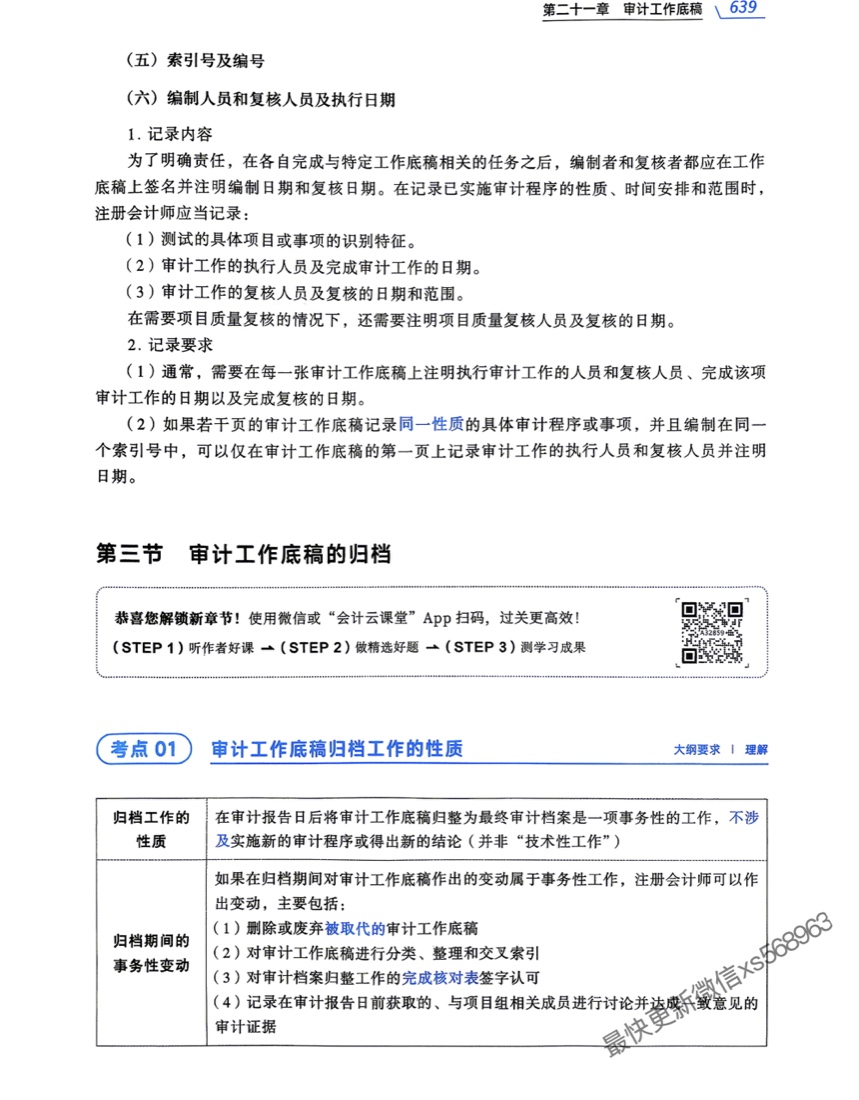 第二十一章 审计工作底稿 639
（五）索引号及编号
（六）编制人员和复核人员及执行日期
1. 记录内容
为了明确责任，在各自完成与特定工作底稿相关的任务之后，编制者和复核者都应在工作
底稿上签名并注明编制日期和复核日期。在记录已实施审计程序的性质、时间安排和范围时，
注册会计师应当记录：
（1）测试的具体项目或事项的识别特征。
（2）审计工作的执行人员及完成审计工作的日期。
（3）审计工作的复核人员及复核的日期和范围。
在需要项目质量复核的情况下，还需要注明项目质量复核人员及复核的日期。
2. 记录要求
（1）通常，需要在每一张审计工作底稿上注明执行审计工作的人员和复核人员、完成该项
审计工作的日期以及完成复核的日期。
（2）如果若干页的审计工作底稿记录同一性质的具体审计程序或事项，并且编制在同一
个索引号中，可以仅在审计工作底稿的第一页上记录审计工作的执行人员和复核人员并注明
日期。
第三节 审计工作底稿的归档
恭喜您解锁新章节！使用微信或“会计云课堂”App 扫码，过关更高效！
（STEP 1）听作者好课 → （STEP 2）做精选好题 → （STEP 3）测学习成果
A32859
考点 01 审计工作底稿归档工作的性质 大纲要求 | 理解
归档工作的
性质
在审计报告日后将审计工作底稿归整为最终审计档案是一项事务性的工作，不涉
及实施新的审计程序或得出新的结论（并非“技术性工作”）
归档期间的
事务性变动
如果在归档期间对审计工作底稿作出的变动属于事务性工作，注册会计师可以作
出变动，主要包括：
（1）删除或废弃被取代的审计工作底稿
（2）对审计工作底稿进行分类、整理和交叉索引
（3）对审计档案归整工作的完成核对表签字认可
（4）记录在审计报告日前获取的、与项目组相关成员进行讨论并达成一致意见的
审计证据
最快更新微信xs568963